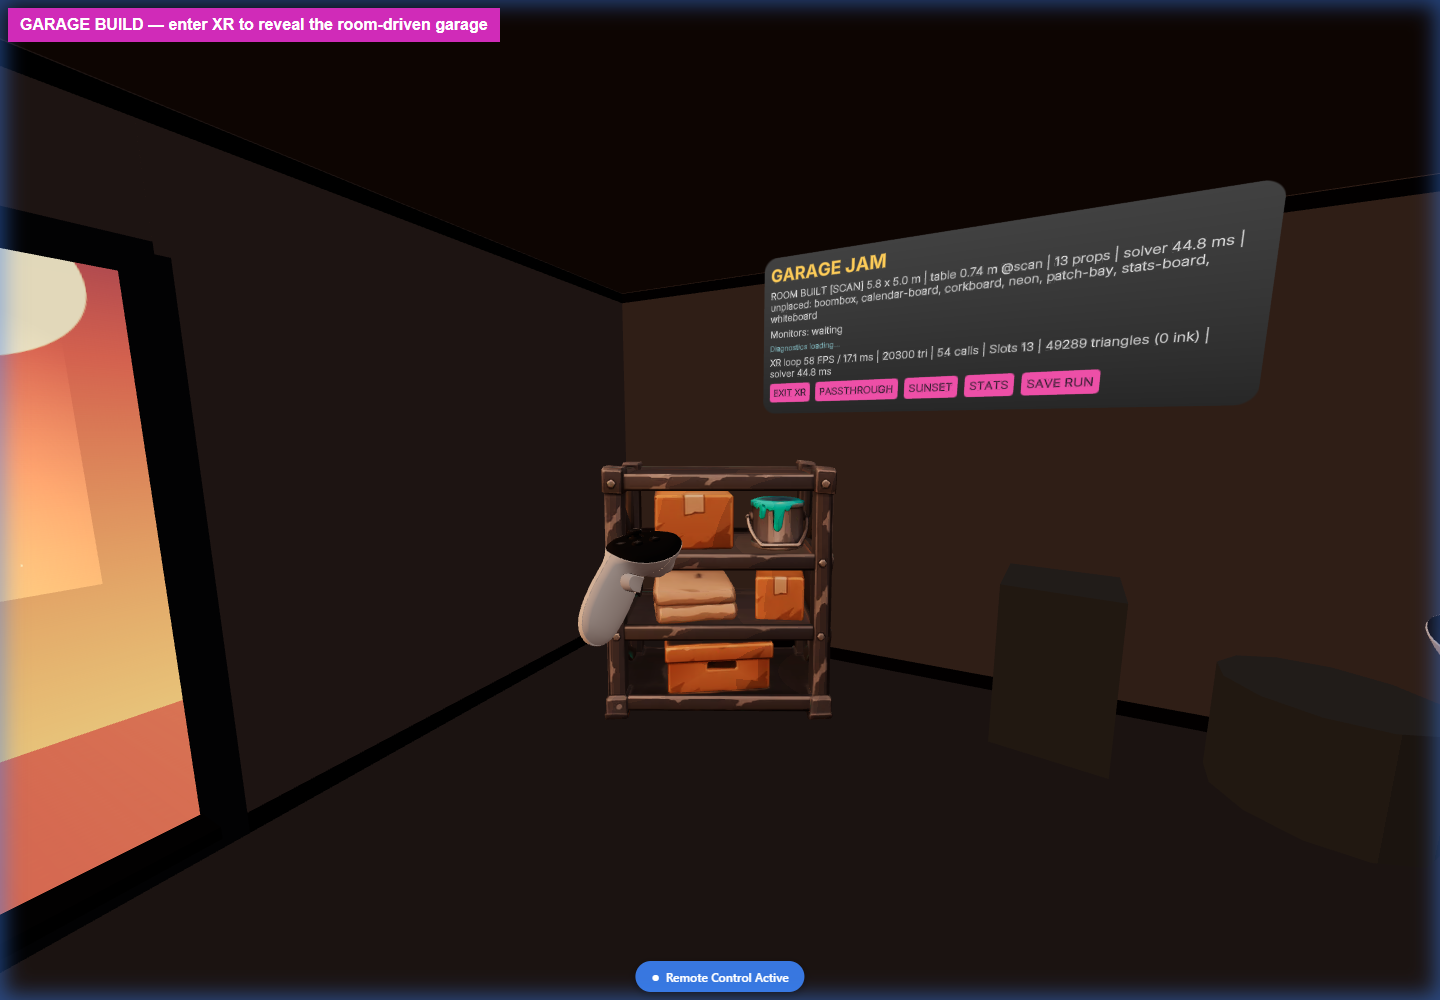 GARAGE BUILD — enter XR to reveal the room-driven garage
GARAGE JAM
ROOM BUILT [SCAN] 5.8 x 5.0 m | table 0.74 m @scan | 13 props | solver 44.8 ms |
unplaced: boombox, calendar-board, corkboard, neon, patch-bay, stats-board,
whiteboard
Monitors: waiting
Diagnostics loading...
XR loop 58 FPS / 17.1 ms | 20300 tri | 54 calls | Slots 13 | 49289 triangles (0 ink) |
solver 44.8 ms
EXIT XR PASSTHROUGH SUNSET STATS SAVE RUN
Remote Control Active